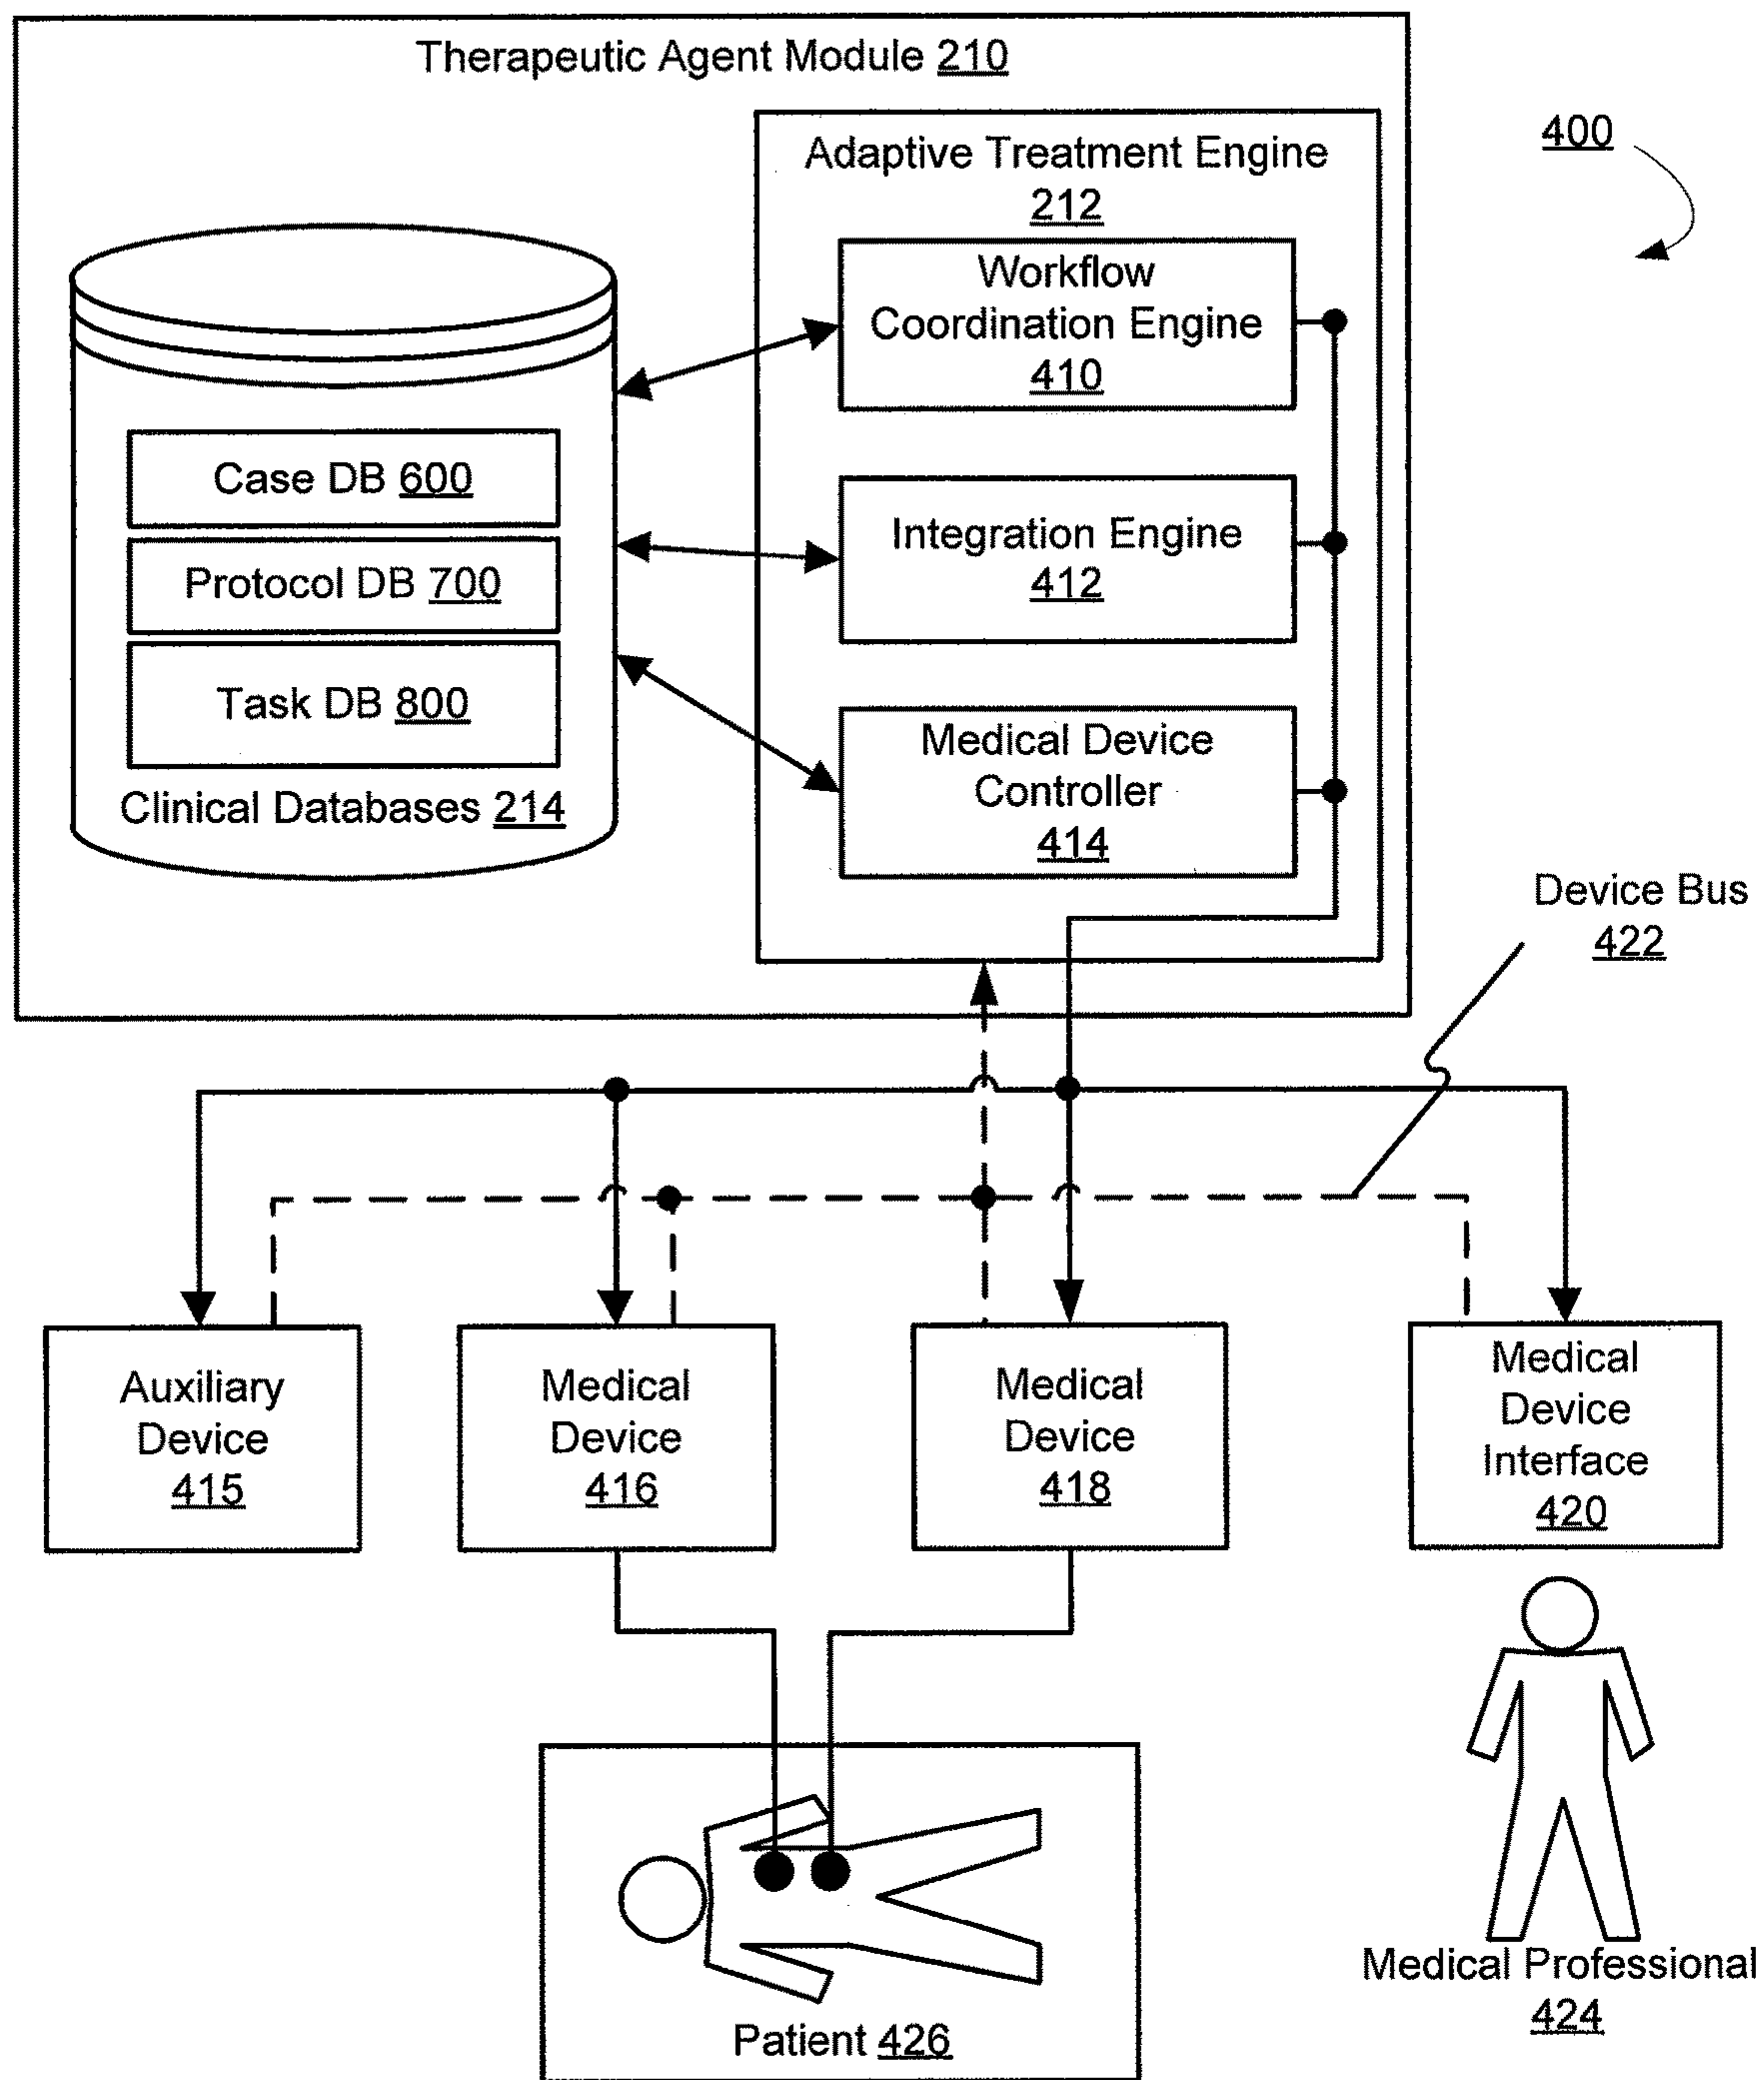 Therapeutic Agent Module 210
400
Adaptive Treatment Engine
212
Workflow
Coordination Engine
410
Case DB 600
Protocol DB 700
Task DB 800
Clinical Databases 214
Integration Engine
412
Medical Device
Controller
414
Device Bus
422
Auxiliary
Device
415
Medical
Device
416
Medical
Device
418
Medical
Device
Interface
420
Patient 426
Medical Professional
424